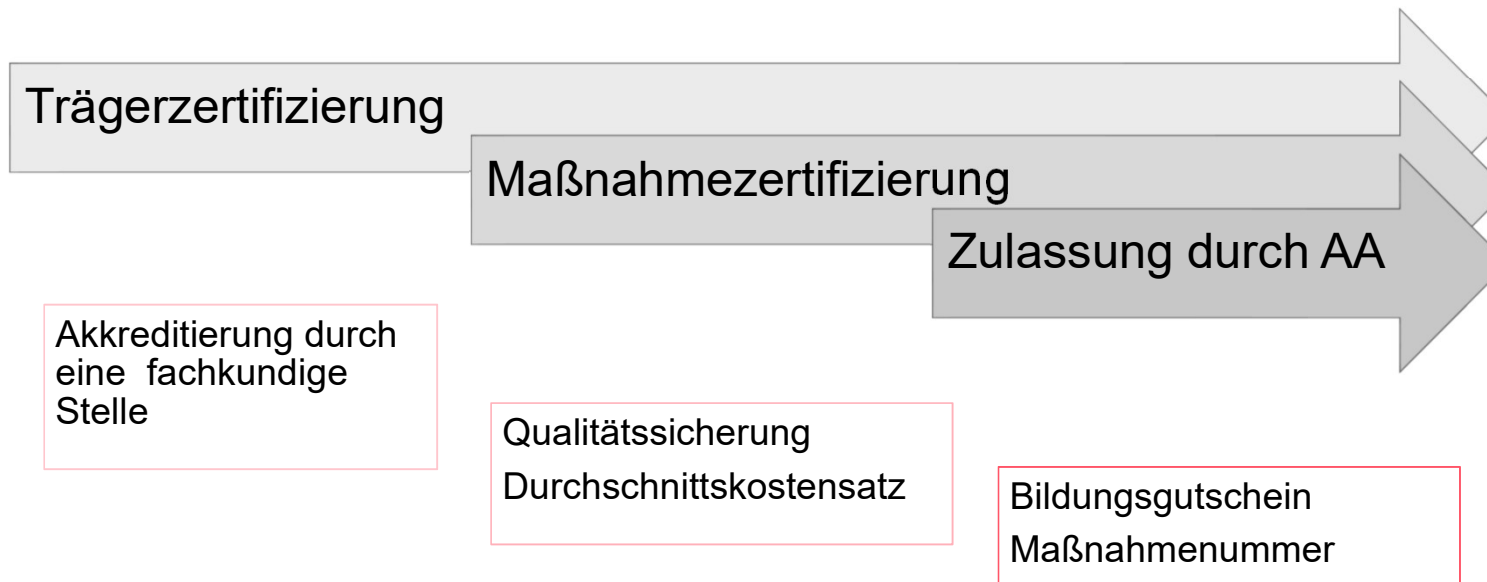 Trägerzertifizierung
Maßnahmezertifizierung
Zulassung durch AA
Akkreditierung durch
eine fachkundige
Stelle
Qualitätssicherung
Durchschnittskostensatz
Bildungsgutschein
Maßnahmenummer